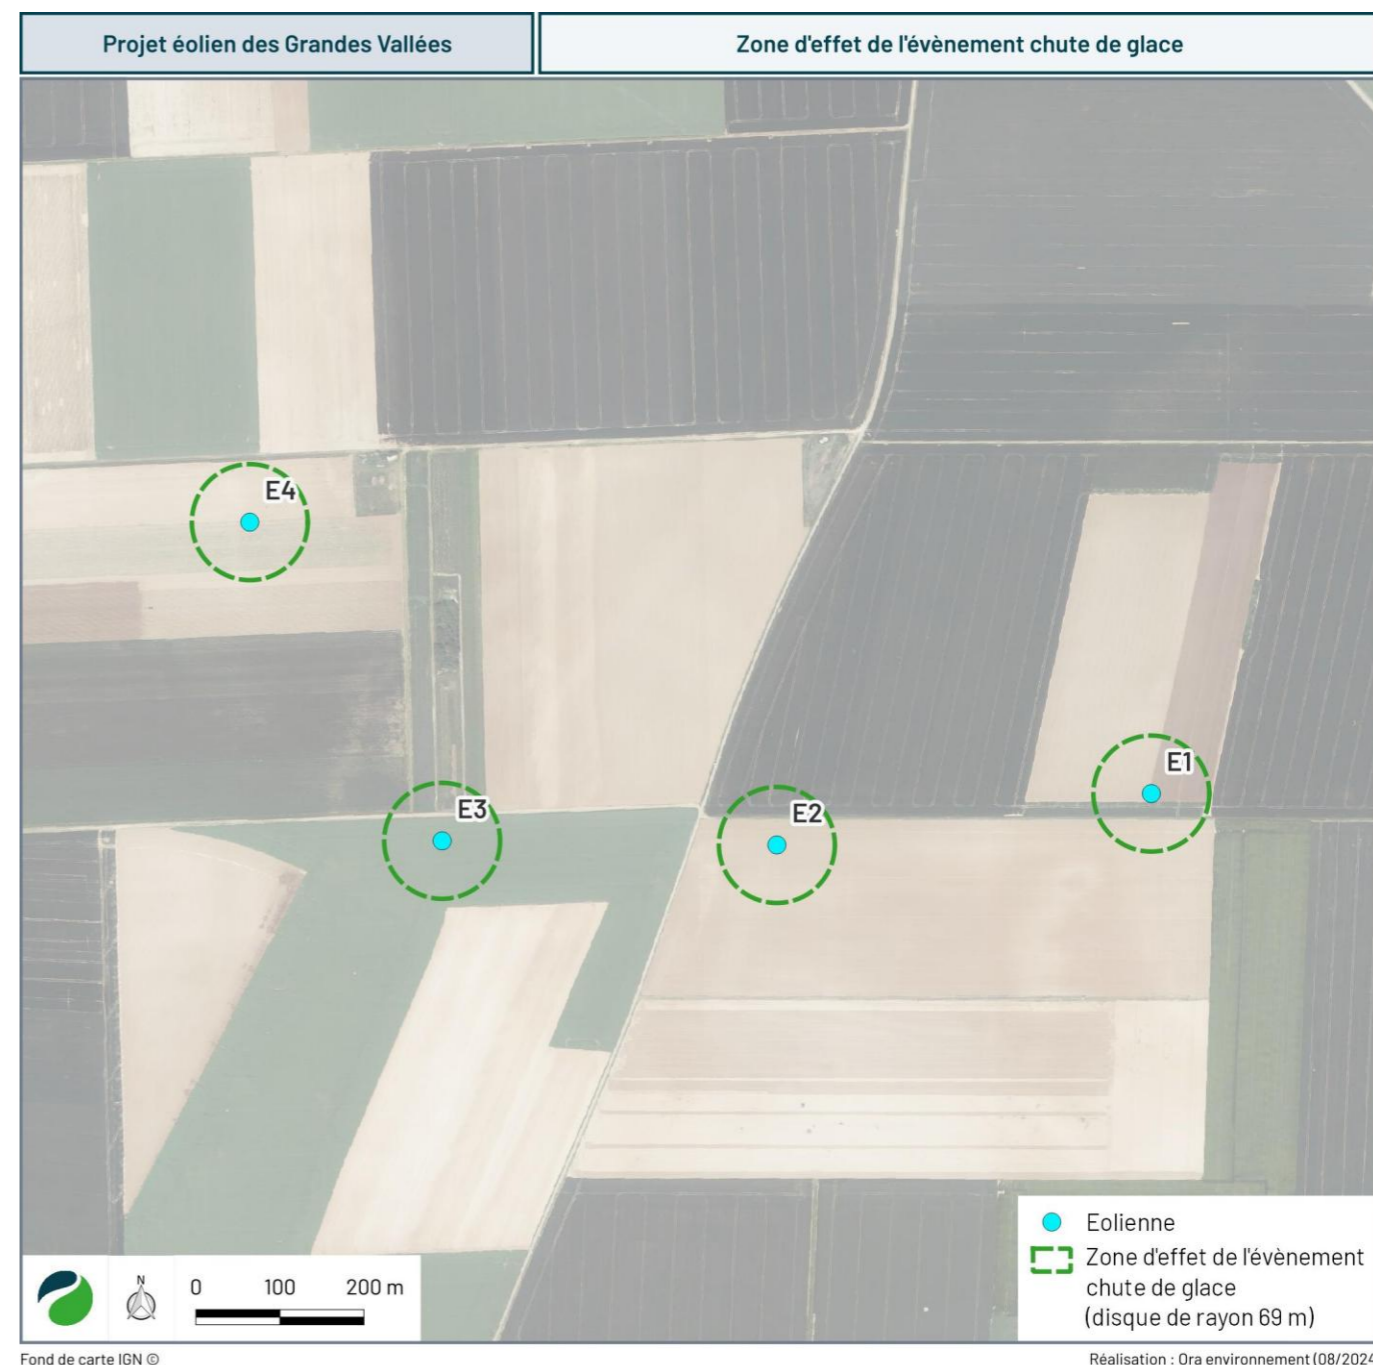 Projet éolien des Grandes Vallées
Zone d'effet de l'évènement chute de glace
E4
E1
E3
E2
Eolienne
Zone d'effet de l'évènement
chute de glace
(disque de rayon 69 m)
N
0 100 200 m
Fond de carte IGN ©
Réalisation : Ora environnement (08/2024